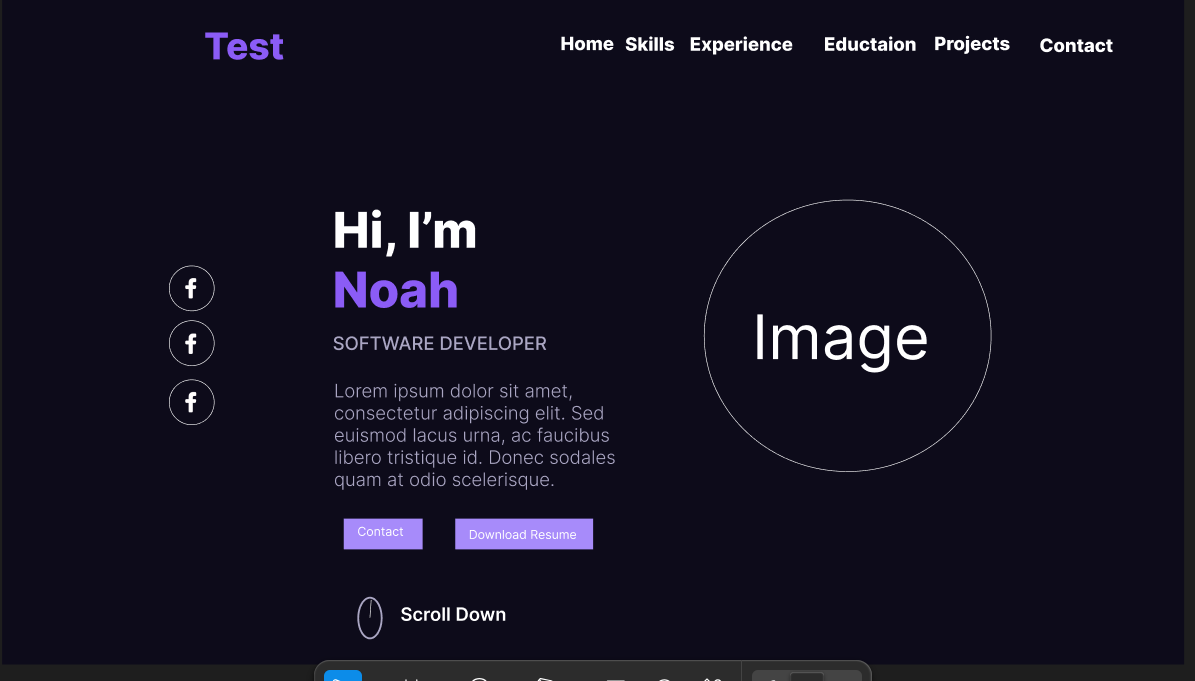 Test
Home Skills Experience Eductaion Projects Contact
Hi, I’m
Noah
SOFTWARE DEVELOPER
Lorem ipsum dolor sit amet,
consectetur adipiscing elit. Sed
euismod lacus urna, ac faucibus
libero tristique id. Donec sodales
quam at odio scelerisque.
Contact
Download Resume
Scroll Down
Image